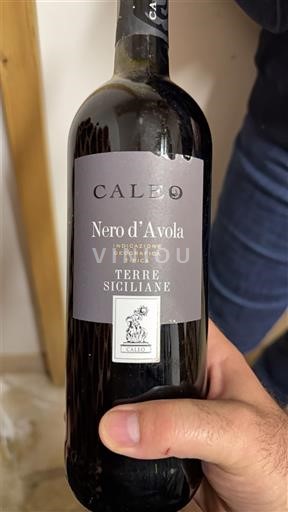 CALEO
Nero d'Avola
INDICAZIONE
GEOGRAFICA
TIPICA
TERRE
SICILIANE
CALEO